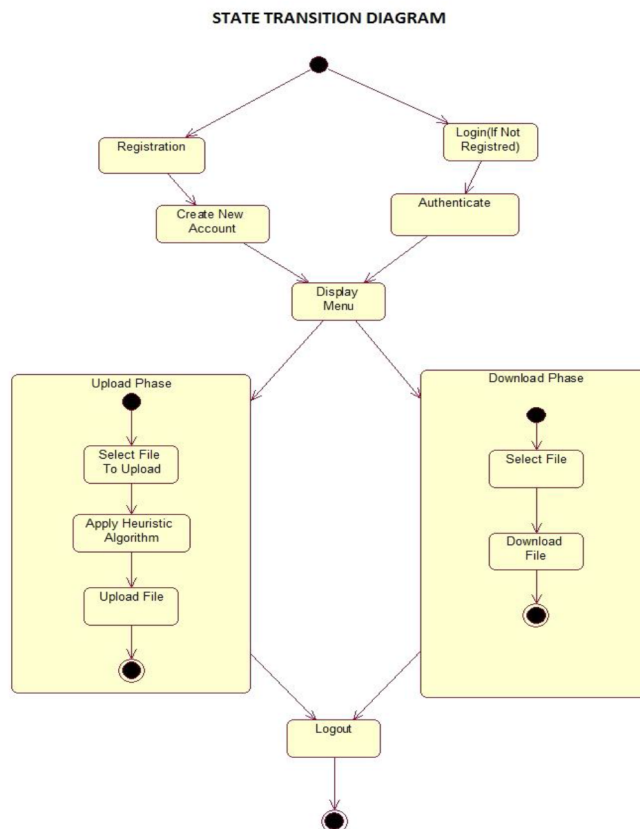 STATE TRANSITION DIAGRAM
Registration
Login(If Not
Registred)
Create New
Account
Authenticate
Display
Menu
Upload Phase
Select File
To Upload
Apply Heuristic
Algorithm
Upload File
Download Phase
Select File
Download
File
Logout